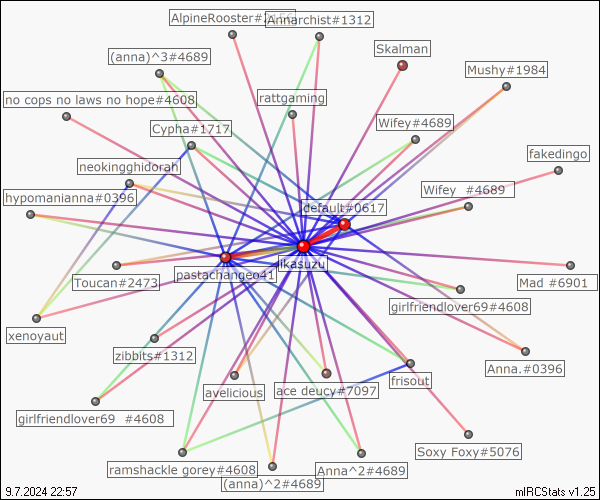 AlpineRooster#
Annarchist#1312
Skalman
(anna)^3#4689
Mushy#1984
no cops no laws no hope#4608
rattgaming
Cypha#1717
Wifey#4689
neokingghidorah
fakedingo
hypomanianna#0396
Wifey #4689
default#0617
ikasuzu
pastachangeo41
Toucan#2473
Mad #6901
girlfriendlover69#4608
xenoyaut
zibbits#1312
Anna.#0396
frisout
avelicious
ace deucy#7097
girlfriendlover69 #4608
Soxy Foxy#5076
ramshackle gorey#4608
Anna^2#4689
(anna)^2#4689
9.7.2024 22:57
mIRCStats v1.25